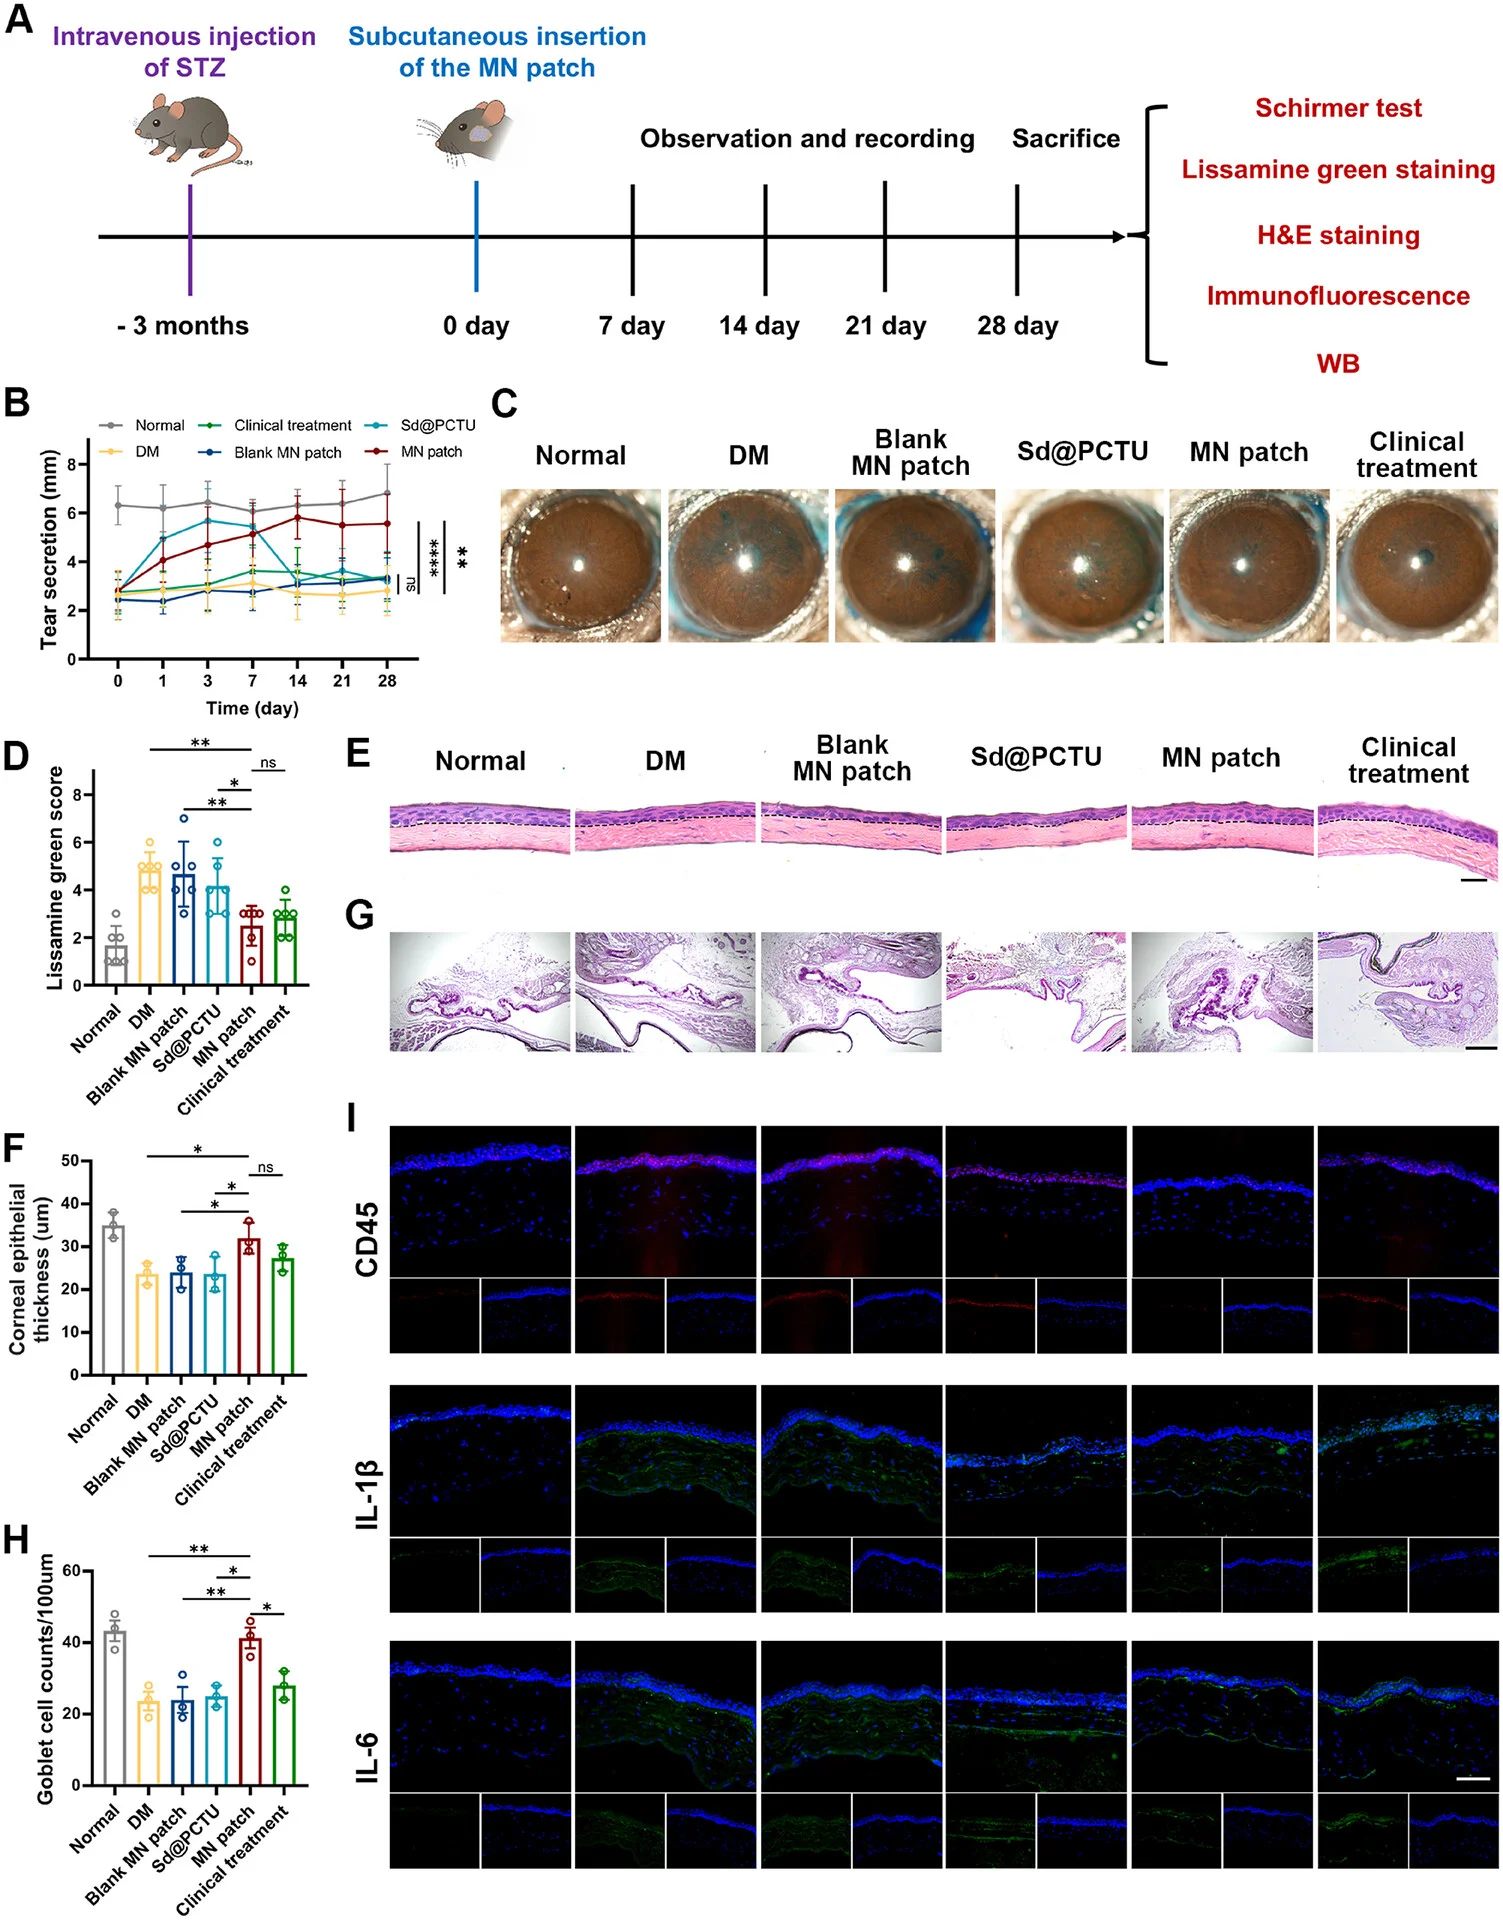 A
Intravenous injection
of STZ
Subcutaneous insertion
of the MN patch
Observation and recording
Sacrifice
- 3 months
0 day
7 day
14 day
21 day
28 day
Schirmer test
Lissamine green staining
H&E staining
Immunofluorescence
WB
B
Normal
Clinical treatment
Sd@PCTU
DM
Blank MN patch
MN patch
Tear secretion (mm)
8
6
4
2
0
0 1 3 7 14 21 28
Time (day)
ns
****
**
C
Normal
DM
Blank
MN patch
Sd@PCTU
MN patch
Clinical
treatment
D
Lissamine green score
8
6
4
2
0
**
ns
*
**
Normal
DM
Blank MN patch
Sd@PCTU
MN patch
Clinical treatment
E
Normal
DM
Blank
MN patch
Sd@PCTU
MN patch
Clinical
treatment
G
F
Corneal epithelial
thickness (um)
50
40
30
20
10
0
*
ns
*
*
Normal
DM
Blank MN patch
Sd@PCTU
MN patch
Clinical treatment
H
Goblet cell counts/100um
60
40
20
0
**
*
**
*
Normal
DM
Blank MN patch
Sd@PCTU
MN patch
Clinical treatment
I
CD45
IL-1β
IL-6